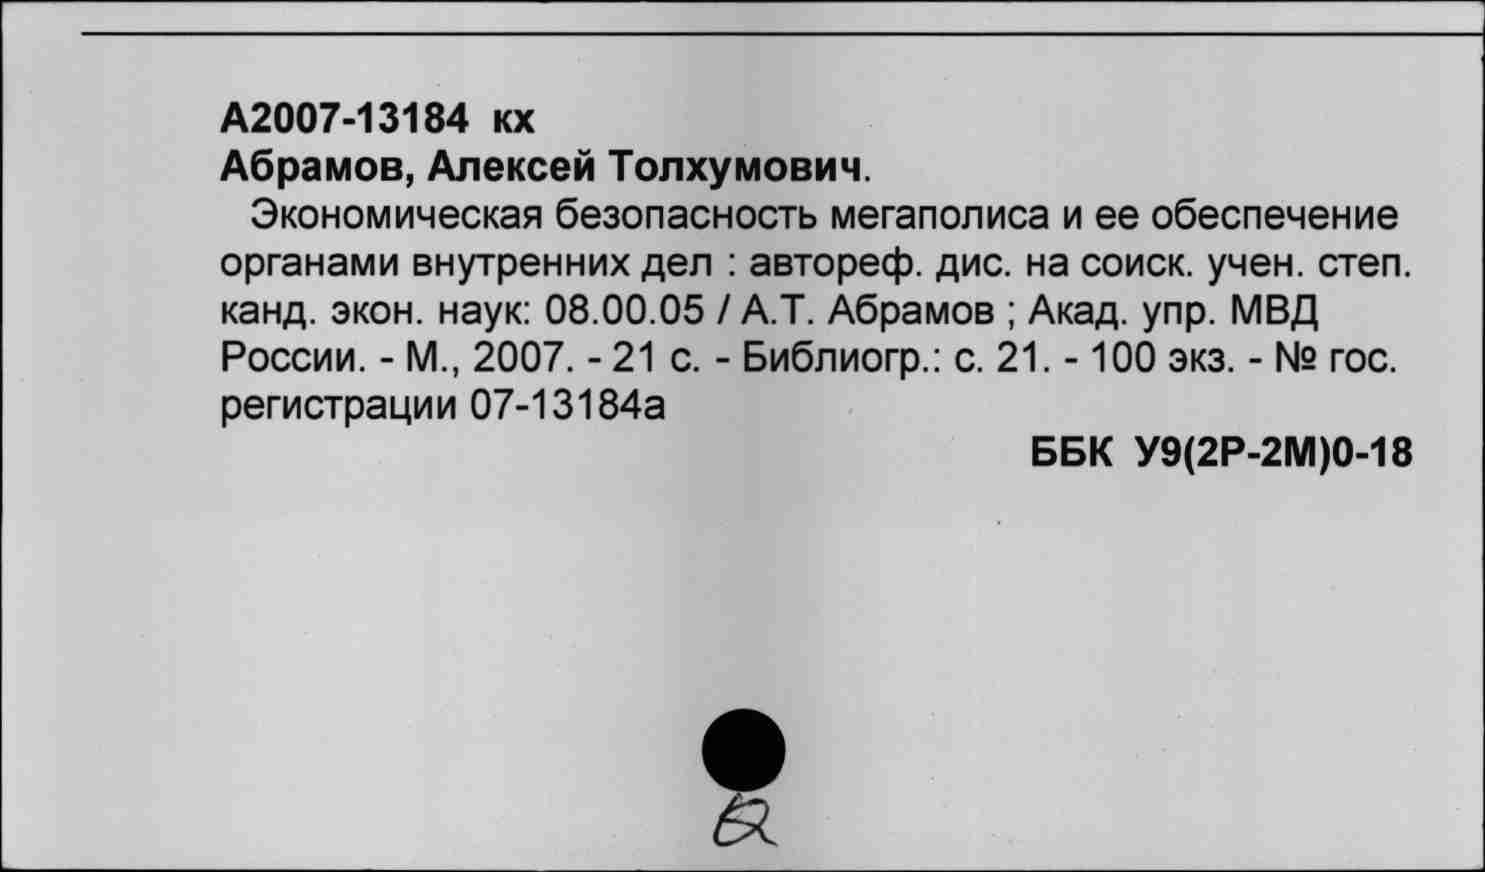 А2007-13184 кх
Абрамов, Алексей Толхумович.
Экономическая безопасность мегаполиса и ее обеспечение
органами внутренних дел : автореф. дис. на соиск. учен. степ.
канд. экон. наук: 08.00.05 / А.Т. Абрамов ; Акад. упр. МВД
России. - М., 2007. - 21 с. - Библиогр.: с. 21. - 100 экз. - № гос.
регистрации 07-13184а
ББК У9(2Р-2М)0-18